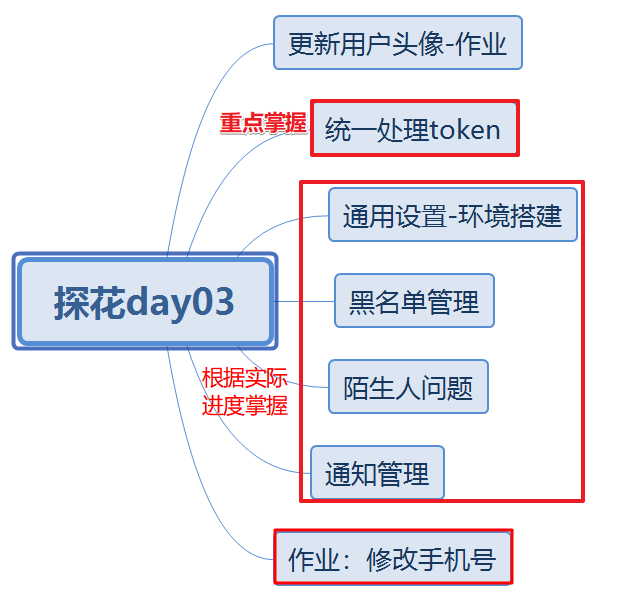 更新用户头像-作业
重点掌握
统一处理token
通用设置-环境搭建
探花day03
黑名单管理
根据实际
进度掌握
陌生人问题
通知管理
作业：修改手机号